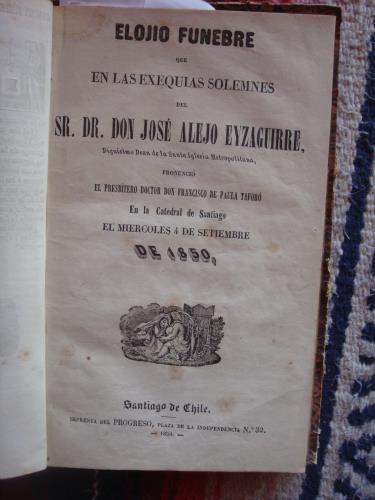 ELOJIO FUNEBRE
QUE
EN LAS EXEQUIAS SOLEMNES
DEL
SR. DR. DON JOSÉ ALEJO EYZAGUIRRE,
Dignísimo Dean de la Santa Iglesia Metropolitana,
PRONUNCIÓ
EL PRESBITERO DOCTOR DON FRANCISCO DE PAULA TAFORÓ
En la Catedral de Santiago
EL MIERCOLES 4 DE SETIEMBRE
DE 1850,
Santiago de Chile.
IMPRENTA DEL PROGRESO, PLAZA DE LA INDEPENDENCIA N.º 32.